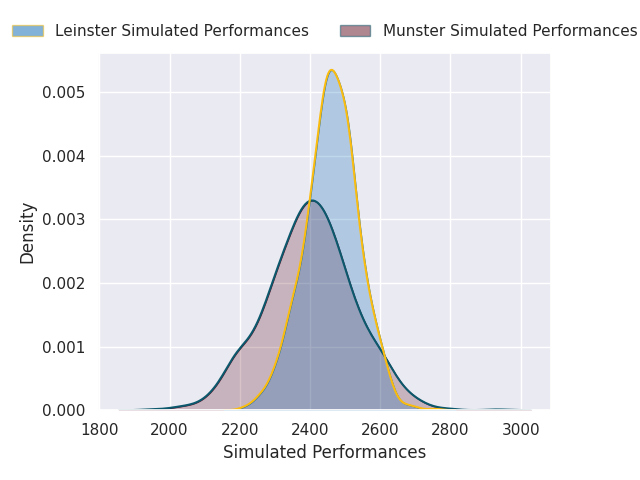 Leinster Simulated Performances
Munster Simulated Performances
0.005
0.004
0.003
0.002
0.001
0.000
Density
1800 2000 2200 2400 2600 2800 3000
Simulated Performances